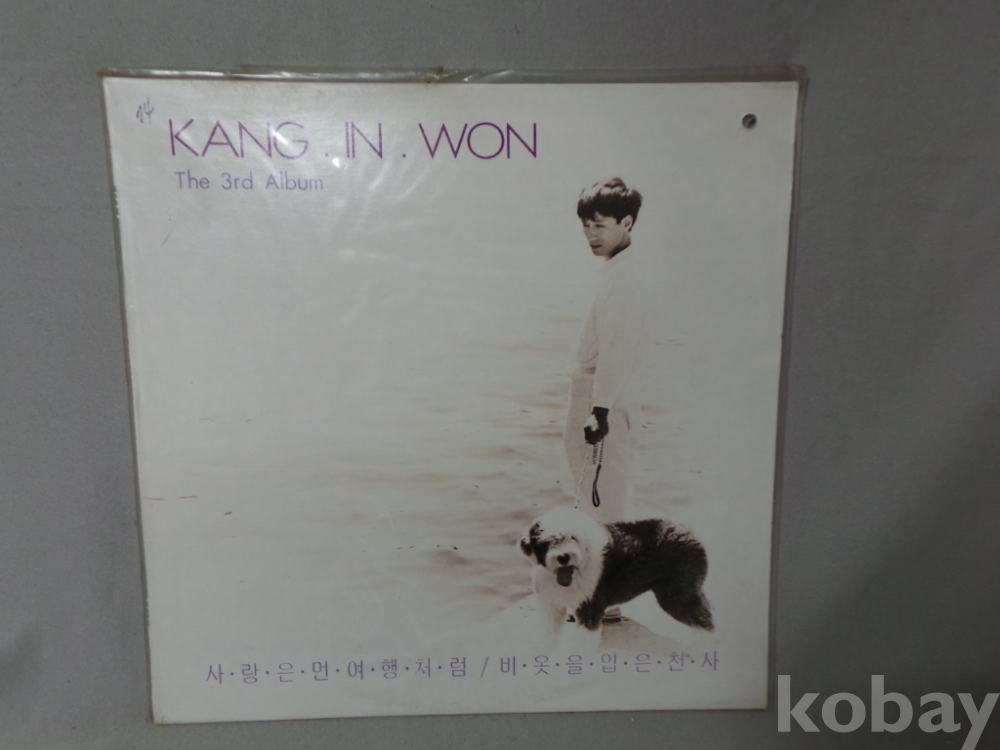 KANG . IN . WON
The 3rd Album
사·랑·은·먼·여·행·처·럼 / 비·옷·을·입·은·천·사
kobay